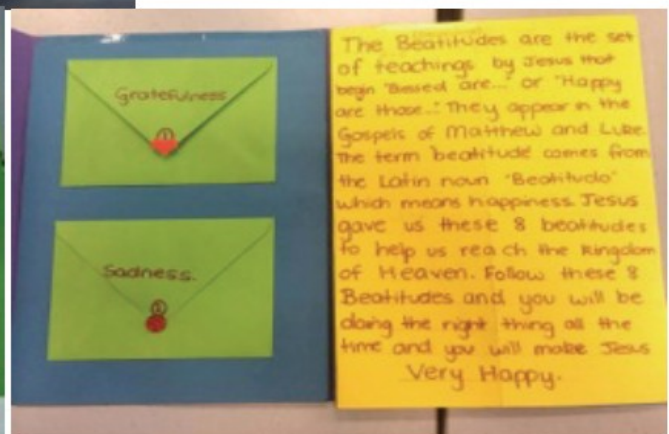 Gratefulness
1
Sadness.
The Beatitudes are the set
of teachings by Jesus that
begin "Blessed are..." or "Happy
are those..." They appear in the
Gospels of Matthew and Luke.
The term 'beatitude' comes from
the Latin noun "Beatitudo"
which means happiness. Jesus
gave us these 8 beatitudes
to help us reach the Kingdom
of Heaven. Follow these 8
Beatitudes and you will be
doing the right thing all the
time and you will make Jesus
Very Happy.